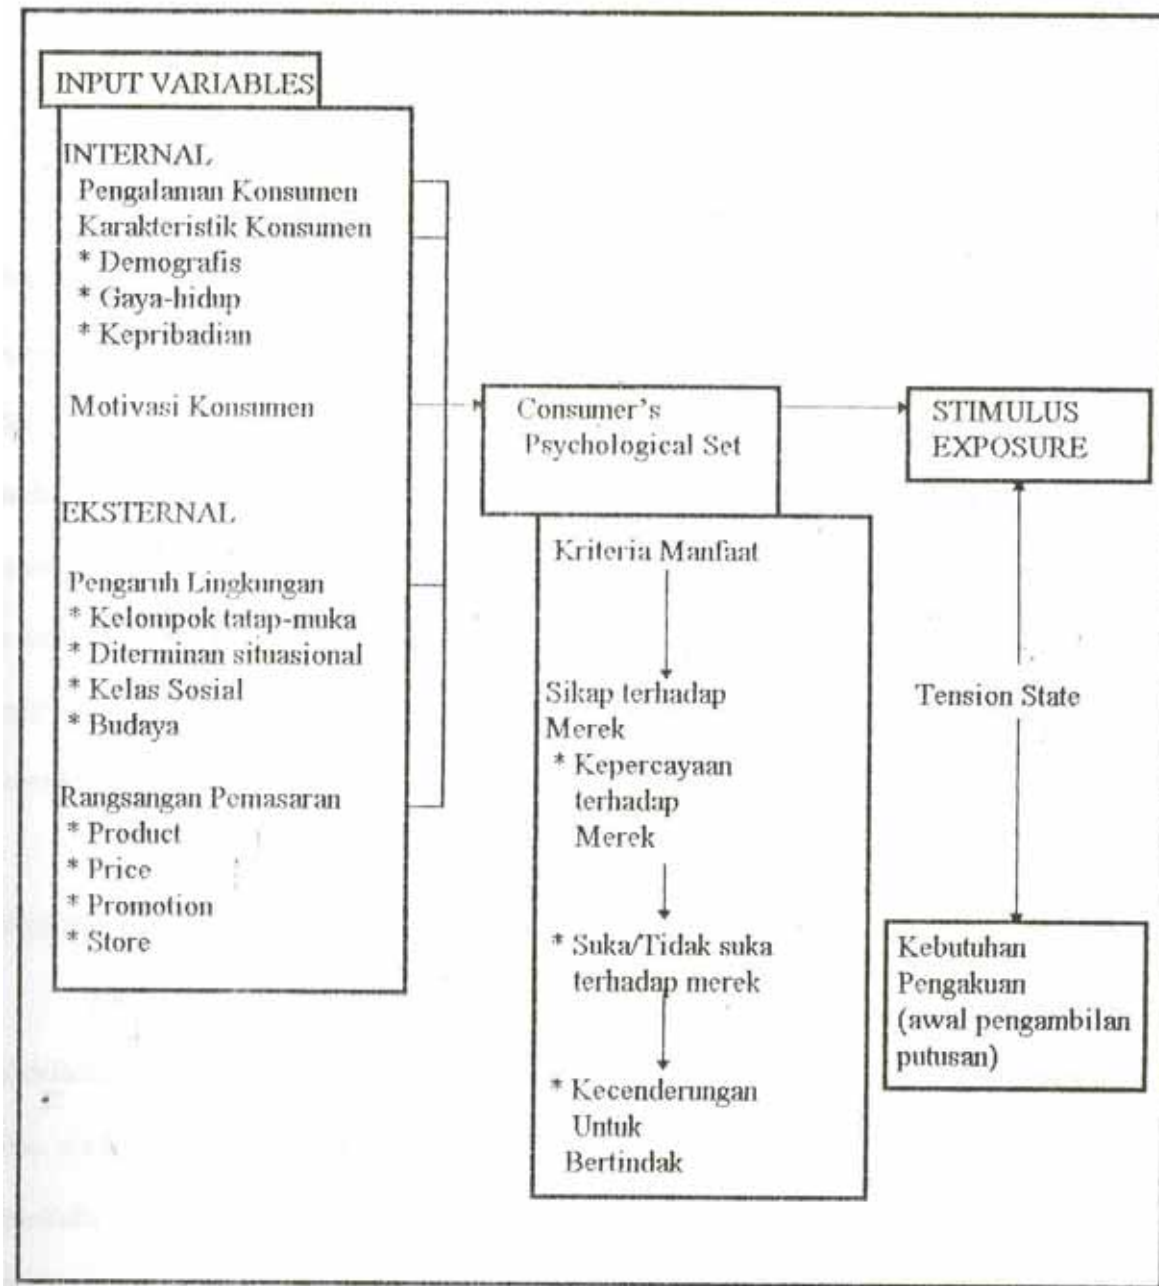 INPUT VARIABLES
INTERNAL
Pengalaman Konsumen
Karakteristik Konsumen
* Demografis
* Gaya-hidup
* Kepribadian
Motivasi Konsumen
EKSTERNAL
Pengaruh Lingkungan
* Kelompok tatap-muka
* Diterminan situasional
* Kelas Sosial
* Budaya
Rangsangan Pemasaran
* Product
* Price
* Promotion
* Store
Consumer's
Psychological Set
Kriteria Manfaat
Sikap terhadap
Merek
* Kepercayaan
terhadap
Merek
* Suka/Tidak suka
terhadap merek
* Kecenderungan
Untuk
Bertindak
STIMULUS
EXPOSURE
Tension State
Kebutuhan
Pengakuan
(awal pengambilan
putusan)